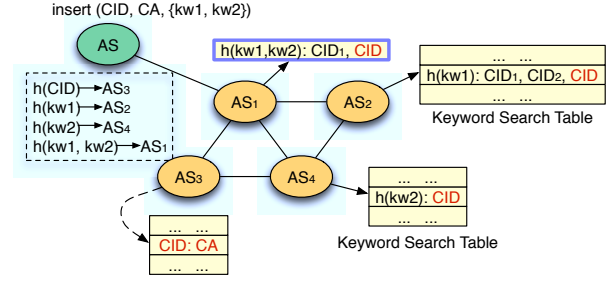 insert (CID, CA, {kw1, kw2})
AS
h(kw1,kw2): CID₁, CID
... ...
h(kw1): CID₁, CID₂, CID
... ...
Keyword Search Table
h(CID)→AS₃
h(kw1)→AS₂
h(kw2)→AS₄
h(kw1, kw2)→AS₁
AS₁
AS₂
AS₃
AS₄
... ...
h(kw2): CID
... ...
Keyword Search Table
... ...
CID: CA
... ...